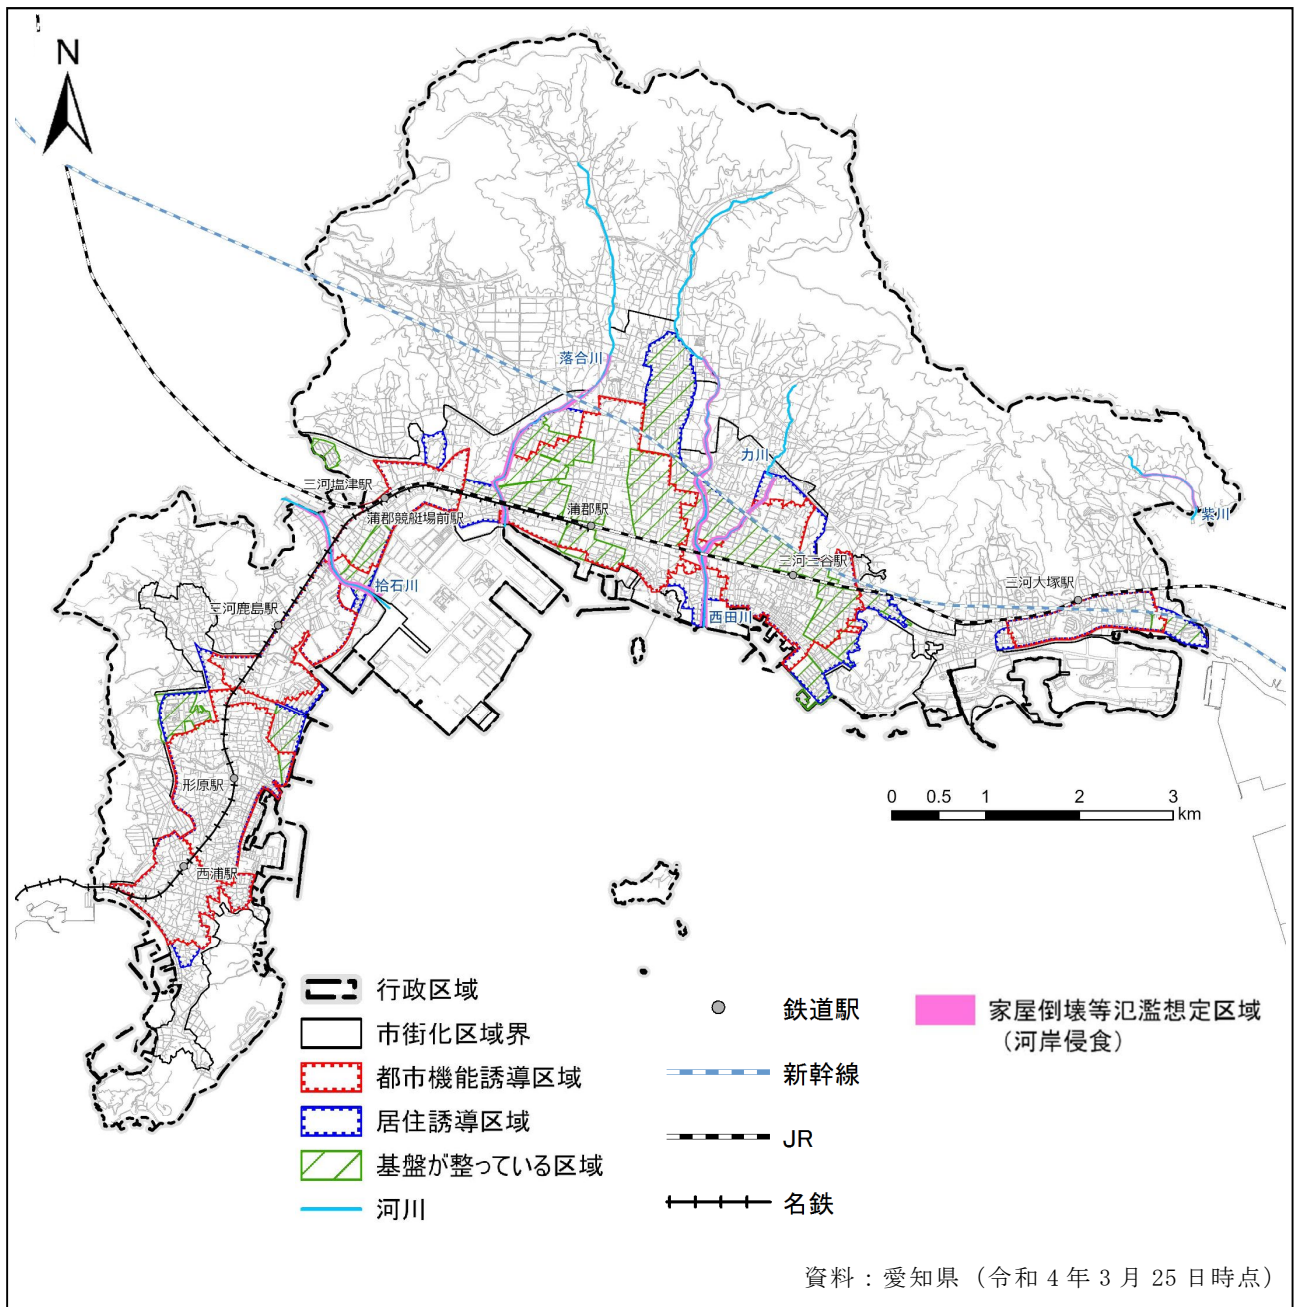 N
落合川
力川
三河塩津駅
蒲郡競艇場前駅
蒲郡駅
紫川
三河三谷駅
三河大塚駅
拾石川
三河鹿島駅
西田川
形原駅
西浦駅
0 0.5 1 2 3
km
行政区域
市街化区域界
都市機能誘導区域
居住誘導区域
基盤が整っている区域
河川
鉄道駅
新幹線
JR
名鉄
家屋倒壊等氾濫想定区域
（河岸侵食）
資料：愛知県（令和4年3月25日時点）